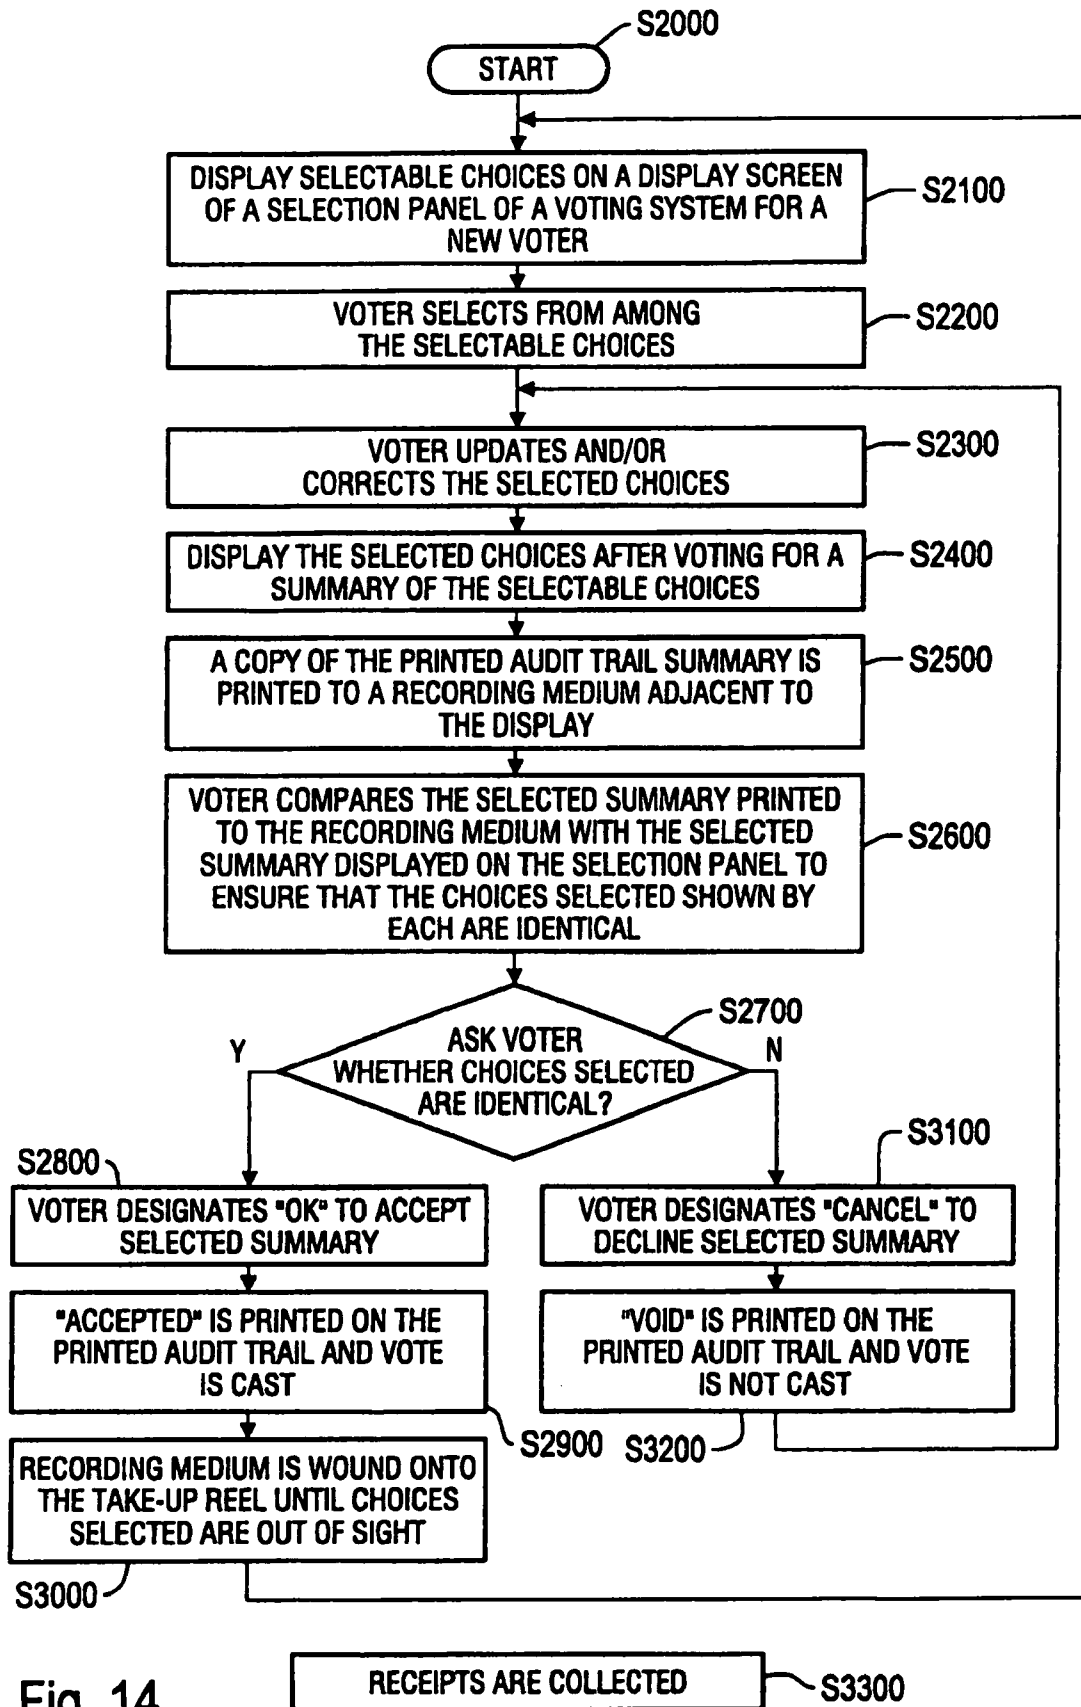 S2000
START
DISPLAY SELECTABLE CHOICES ON A DISPLAY SCREEN
OF A SELECTION PANEL OF A VOTING SYSTEM FOR A
NEW VOTER
S2100
VOTER SELECTS FROM AMONG
THE SELECTABLE CHOICES
S2200
VOTER UPDATES AND/OR
CORRECTS THE SELECTED CHOICES
S2300
DISPLAY THE SELECTED CHOICES AFTER VOTING FOR A
SUMMARY OF THE SELECTABLE CHOICES
S2400
A COPY OF THE PRINTED AUDIT TRAIL SUMMARY IS
PRINTED TO A RECORDING MEDIUM ADJACENT TO
THE DISPLAY
S2500
VOTER COMPARES THE SELECTED SUMMARY PRINTED
TO THE RECORDING MEDIUM WITH THE SELECTED
SUMMARY DISPLAYED ON THE SELECTION PANEL TO
ENSURE THAT THE CHOICES SELECTED SHOWN BY
EACH ARE IDENTICAL
S2600
S2700
ASK VOTER
WHETHER CHOICES SELECTED
ARE IDENTICAL?
Y
N
S2800
VOTER DESIGNATES "OK" TO ACCEPT
SELECTED SUMMARY
S3100
VOTER DESIGNATES "CANCEL" TO
DECLINE SELECTED SUMMARY
"ACCEPTED" IS PRINTED ON THE
PRINTED AUDIT TRAIL AND VOTE
IS CAST
S2900
"VOID" IS PRINTED ON THE
PRINTED AUDIT TRAIL AND VOTE
IS NOT CAST
S3200
RECORDING MEDIUM IS WOUND ONTO
THE TAKE-UP REEL UNTIL CHOICES
SELECTED ARE OUT OF SIGHT
S3000
RECEIPTS ARE COLLECTED
S3300
Fig. 14